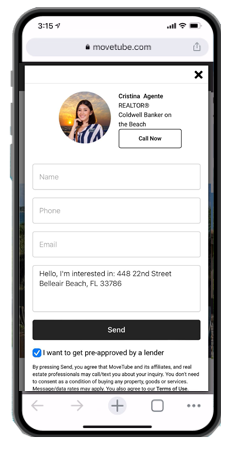 3:15
movetube.com
Cristina Agente
REALTOR®
Coldwell Banker on
the Beach
Call Now
Name
Phone
Email
Hello, I'm interested in: 448 22nd Street
Belleair Beach, FL 33786
Send
I want to get pre-approved by a lender
By pressing Send, you agree that MoveTube and its affiliates, and real
estate professionals may call/text you about your inquiry. You don't need
to consent as a condition of buying any property, goods or services.
Message/data rates may apply. You also agree to our Terms of Use.